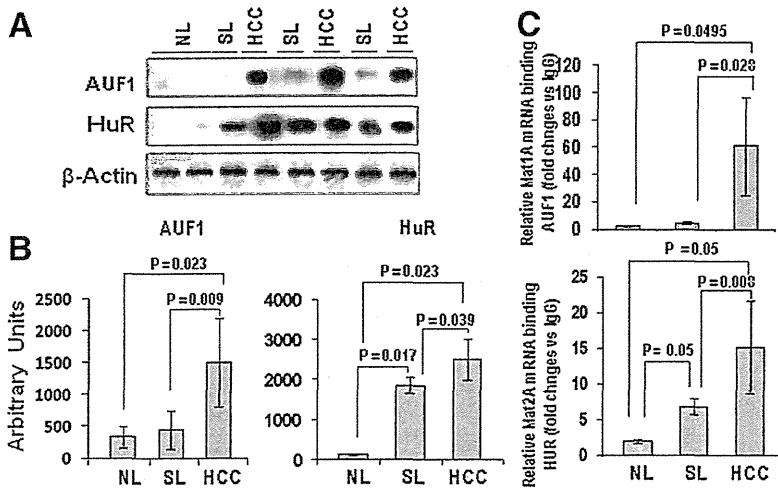 A
NL SL HCC SL HCC SL HCC
AUF1
HuR
β-Actin
B
AUF1
P=0.023
P=0.009
Arbitrary Units
2500
2000
1500
1000
500
0
NL SL HCC
HuR
P=0.023
P=0.039
P=0.017
4000
3000
2000
1000
0
NL SL HCC
C
P=0.0495
P=0.028
Relative Mat1A mRNA binding
AUF1 (fold chnges vs IgG)
120
100
80
60
40
20
0
P=0.05
P=0.008
P= 0.05
Relative Mat2A mRNA binding
HUR (fold chnges vs IgG)
25
20
15
10
5
0
NL SL HCC